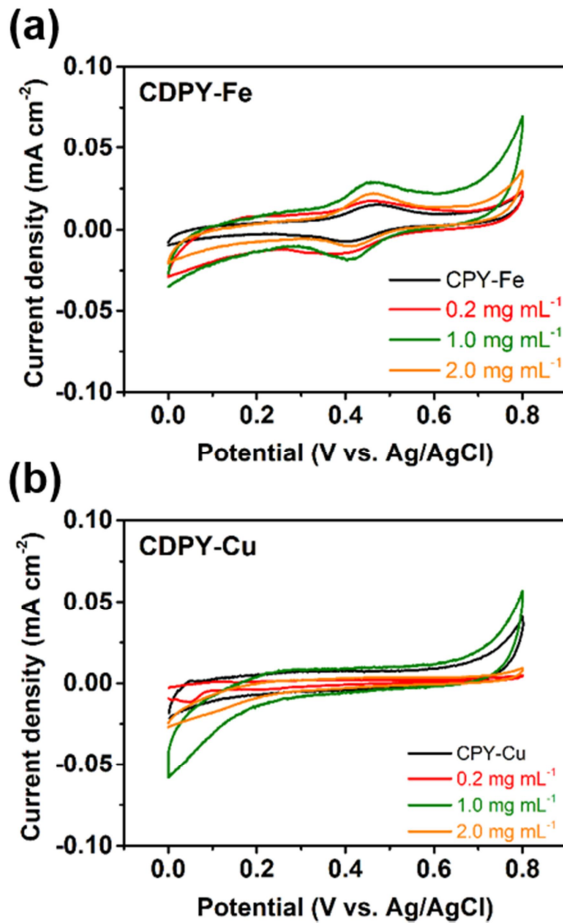 (a)
CDPY-Fe
Current density (mA cm⁻²)
0.10
0.05
0.00
-0.05
-0.10
CPY-Fe
0.2 mg mL⁻¹
1.0 mg mL⁻¹
2.0 mg mL⁻¹
0.0 0.2 0.4 0.6 0.8
Potential (V vs. Ag/AgCl)
(b)
CDPY-Cu
Current density (mA cm⁻²)
0.10
0.05
0.00
-0.05
-0.10
CPY-Cu
0.2 mg mL⁻¹
1.0 mg mL⁻¹
2.0 mg mL⁻¹
0.0 0.2 0.4 0.6 0.8
Potential (V vs. Ag/AgCl)